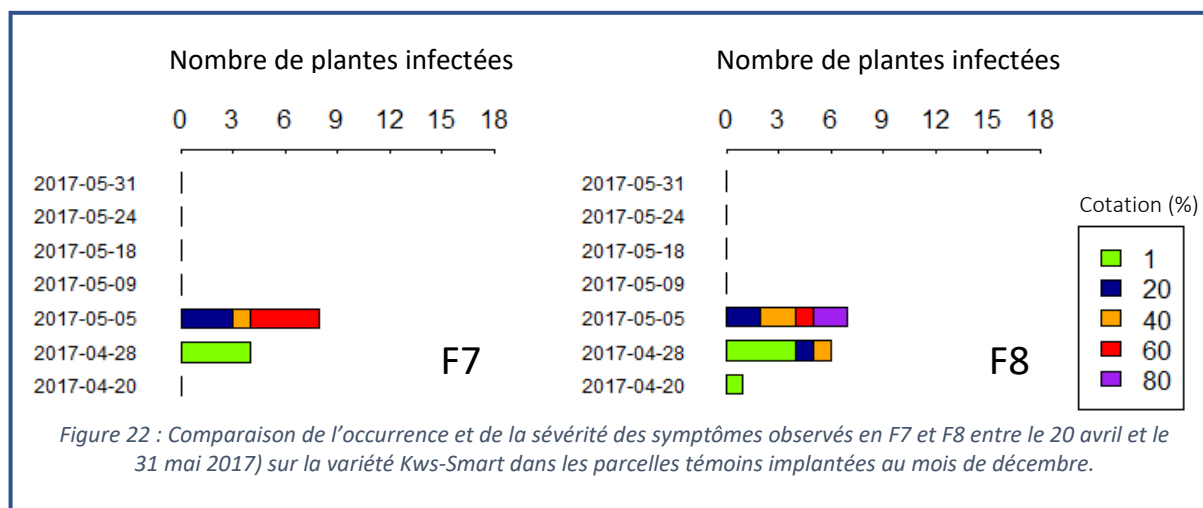 Nombre de plantes infectées
0 3 6 9 12 15 18
2017-05-31
2017-05-24
2017-05-18
2017-05-09
2017-05-05
2017-04-28
2017-04-20
F7
Nombre de plantes infectées
0 3 6 9 12 15 18
2017-05-31
2017-05-24
2017-05-18
2017-05-09
2017-05-05
2017-04-28
2017-04-20
F8
Cotation (%)
1
20
40
60
80
Figure 22 : Comparaison de l’occurrence et de la sévérité des symptômes observés en F7 et F8 entre le 20 avril et le
31 mai 2017) sur la variété Kws-Smart dans les parcelles témoins implantées au mois de décembre.